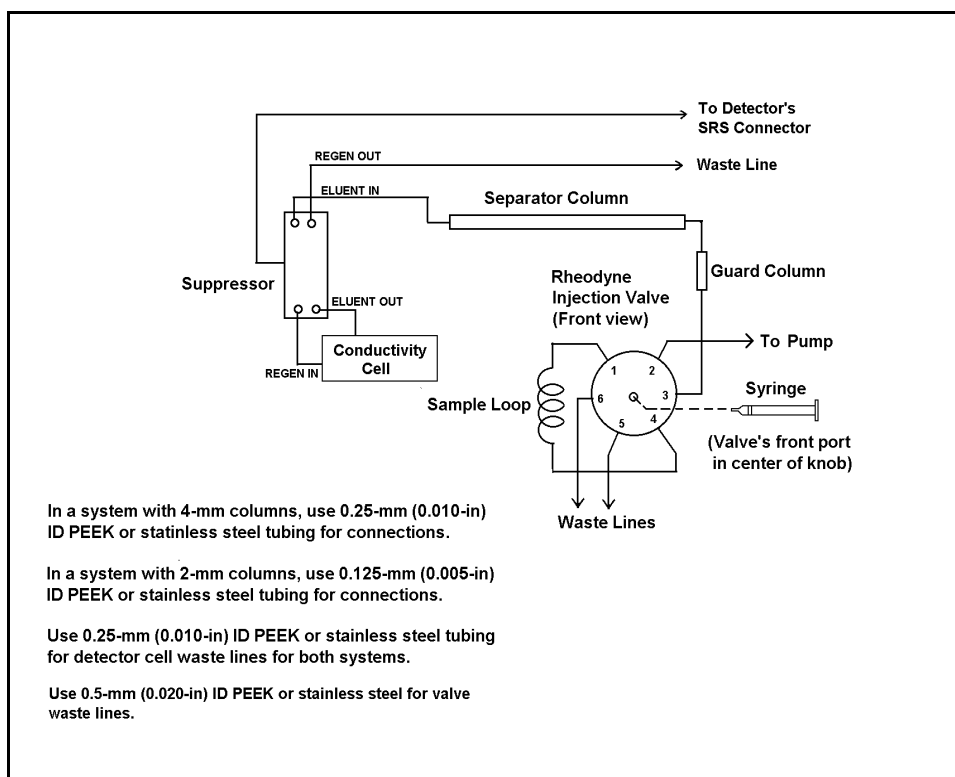 To Detector's
SRS Connector
REGEN OUT
Waste Line
ELUENT IN
Separator Column
Suppressor
Guard Column
Rheodyne
Injection Valve
(Front view)
ELUENT OUT
To Pump
Conductivity
Cell
REGEN IN
1
2
3
4
5
6
Sample Loop
Syringe
(Valve's front port
in center of knob)
Waste Lines
In a system with 4-mm columns, use 0.25-mm (0.010-in)
ID PEEK or statinless steel tubing for connections.
In a system with 2-mm columns, use 0.125-mm (0.005-in)
ID PEEK or stainless steel tubing for connections.
Use 0.25-mm (0.010-in) ID PEEK or stainless steel tubing
for detector cell waste lines for both systems.
Use 0.5-mm (0.020-in) ID PEEK or stainless steel for valve
waste lines.